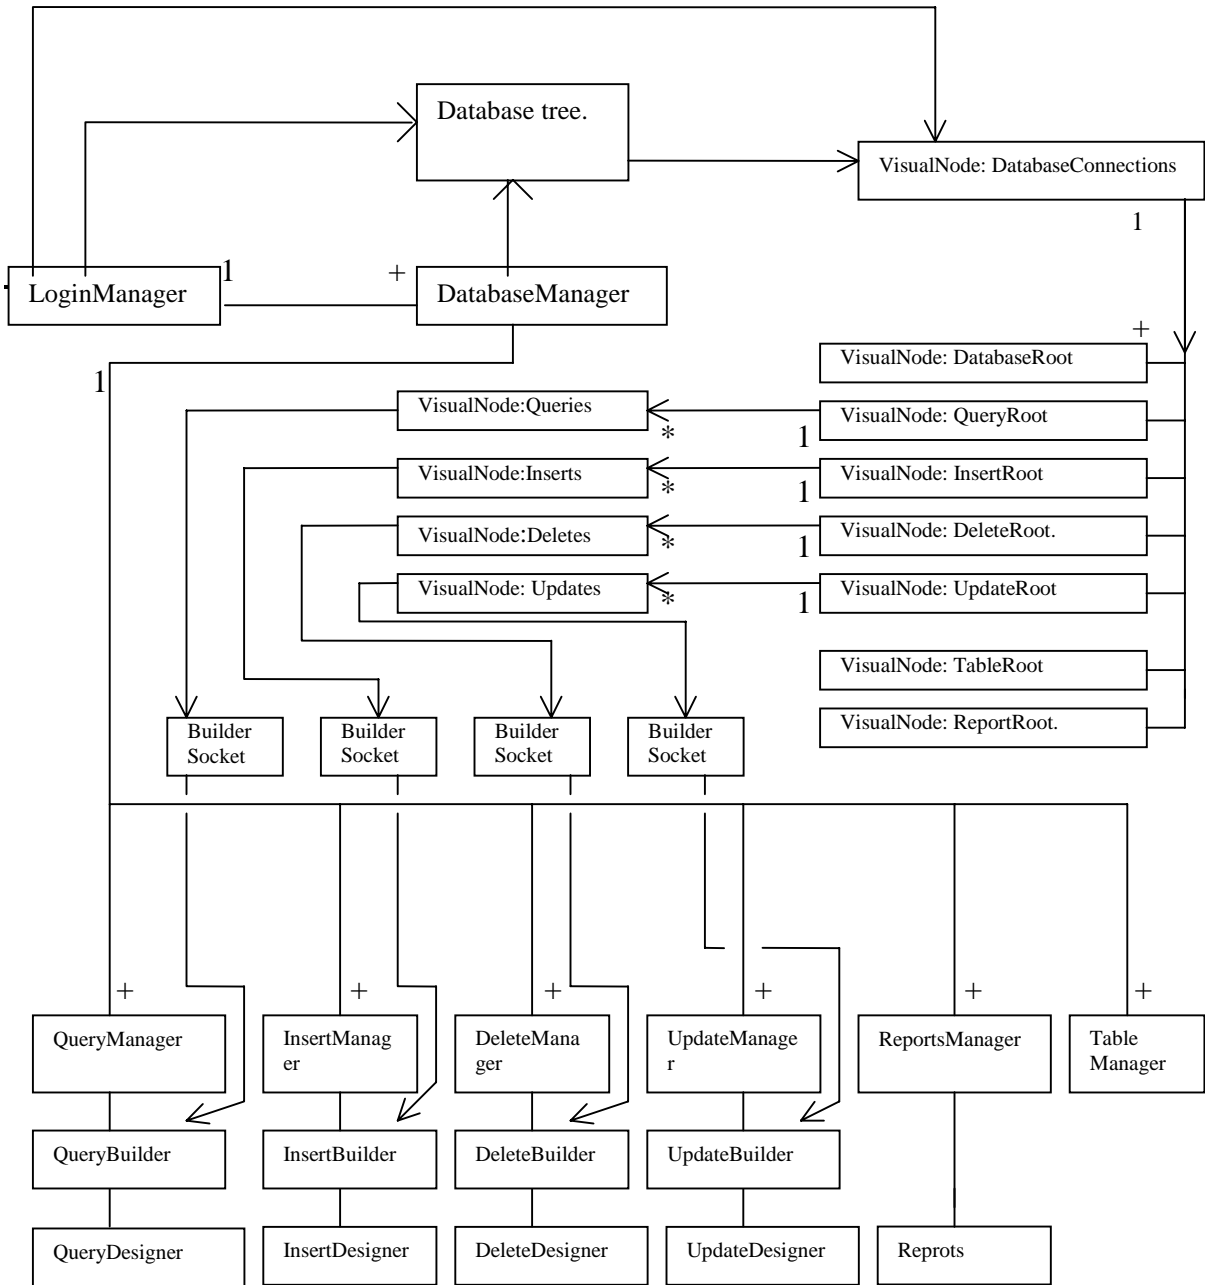 Database tree.
VisualNode: DatabaseConnections
1
1
+
LoginManager
DatabaseManager
+
VisualNode: DatabaseRoot
1
VisualNode:Queries
*
1
VisualNode: QueryRoot
VisualNode:Inserts
*
1
VisualNode: InsertRoot
VisualNode:Deletes
*
1
VisualNode: DeleteRoot.
VisualNode: Updates
*
1
VisualNode: UpdateRoot
VisualNode: TableRoot
VisualNode: ReportRoot.
Builder
Socket
Builder
Socket
Builder
Socket
Builder
Socket
+
+
+
+
+
+
QueryManager
InsertManag
er
DeleteMana
ger
UpdateManage
r
ReportsManager
Table
Manager
QueryBuilder
InsertBuilder
DeleteBuilder
UpdateBuilder
QueryDesigner
InsertDesigner
DeleteDesigner
UpdateDesigner
Reprots